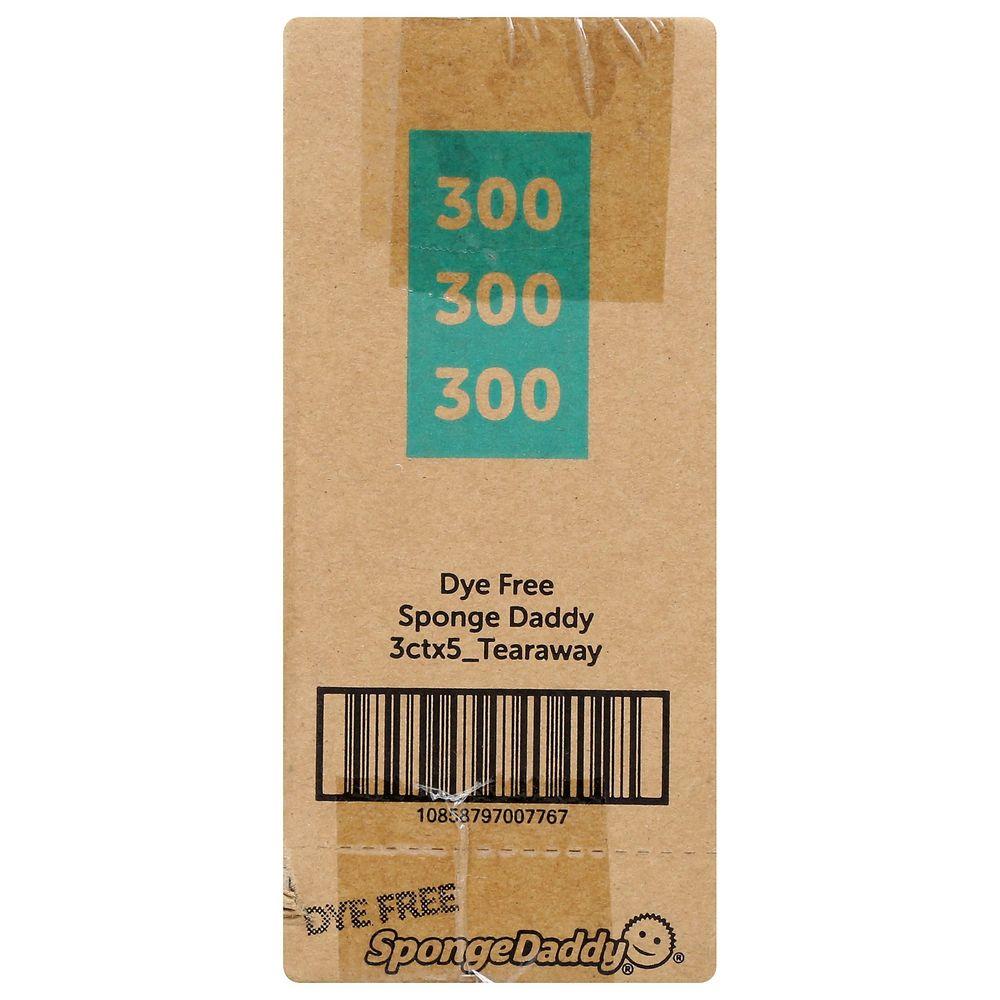 300
300
300
Dye Free
Sponge Daddy
3ctx5_Tearaway
10858797007767
DYE FREE
SpongeDaddy® ®